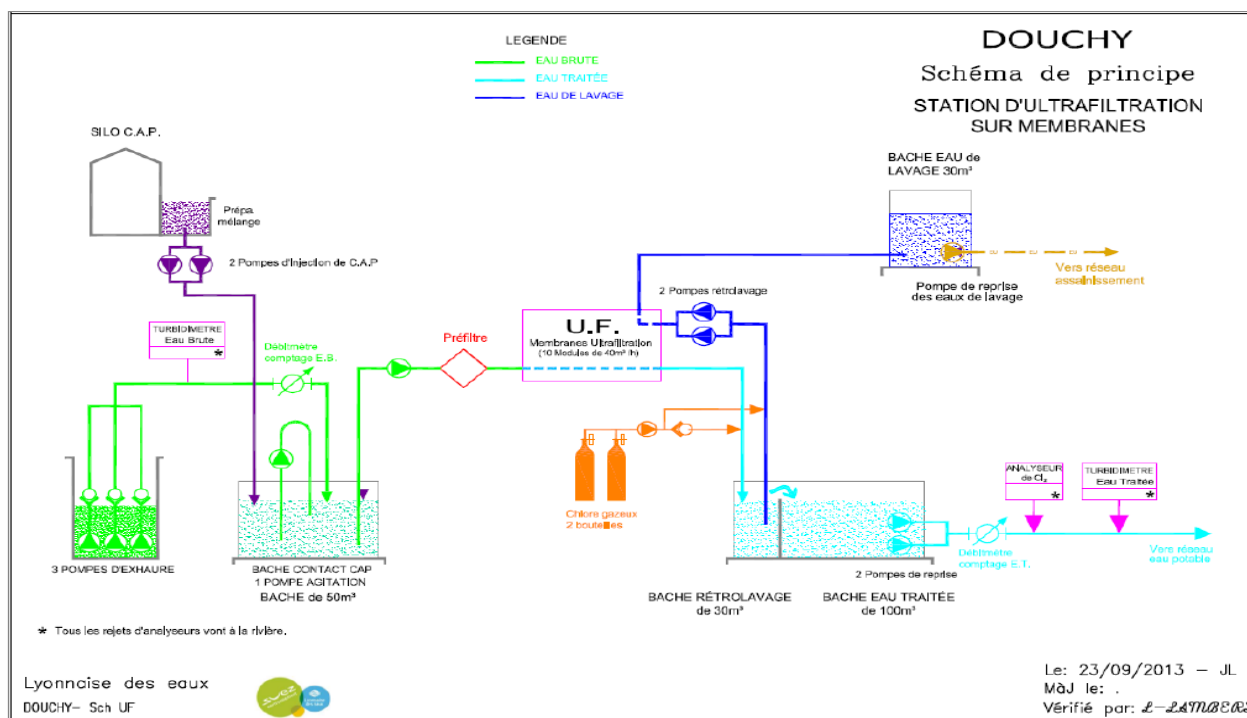 LEGENDE
EAU BRUTE
EAU TRAITÉE
EAU DE LAVAGE
DOUCHY
Schéma de principe
STATION D'ULTRAFILTRATION
SUR MEMBRANES
SILO C.A.P.
Prépa
mélange
2 Pompes d'Injection de C.A.P
BACHE EAU de
LAVAGE 30m³
Vers réseau
assainissement
Pompe de reprise
des eaux de lavage
2 Pompes rétrolavage
TURBIDIMETRE
Eau Brute
*
Débitmètre
comptage E.B.
Préfiltre
U.F.
Membranes Ultrafiltration
(10 Modules de 40m³ /h)
Chlore gazeux
2 bouteilles
ANALYSEUR
de Cl₂
*
TURBIDIMETRE
Eau Traitée
*
Débitmètre
comptage E.T.
Vers réseau
eau potable
3 POMPES D'EXHAURE
BACHE CONTACT CAP
1 POMPE AGITATION
BACHE de 50m³
2 Pompes de reprise
BACHE RÉTROLAVAGE
de 30m³
BACHE EAU TRAITÉE
de 100m³
* Tous les rejets d'analyseurs vont à la rivière.
Lyonnaise des eaux
DOUCHY- Sch UF
Le: 23/09/2013 - JL
MàJ le: .
Vérifié par: